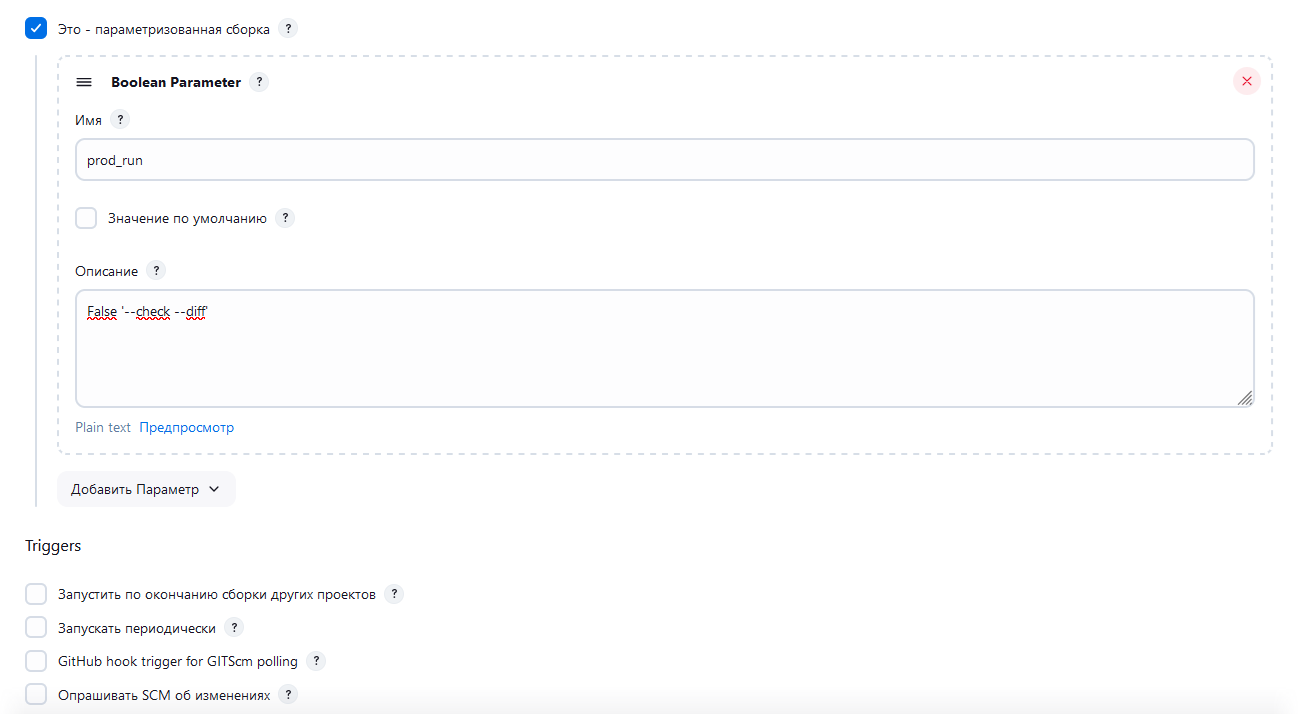 Это - параметризованная сборка ?
Boolean Parameter ?
Имя ?
prod_run
Значение по умолчанию ?
Описание ?
False '--check --diff'
Plain text Предпросмотр
Добавить Параметр
Triggers
Запустить по окончанию сборки других проектов ?
Запускать периодически ?
GitHub hook trigger for GITScm polling ?
Опрашивать SCM об изменениях ?